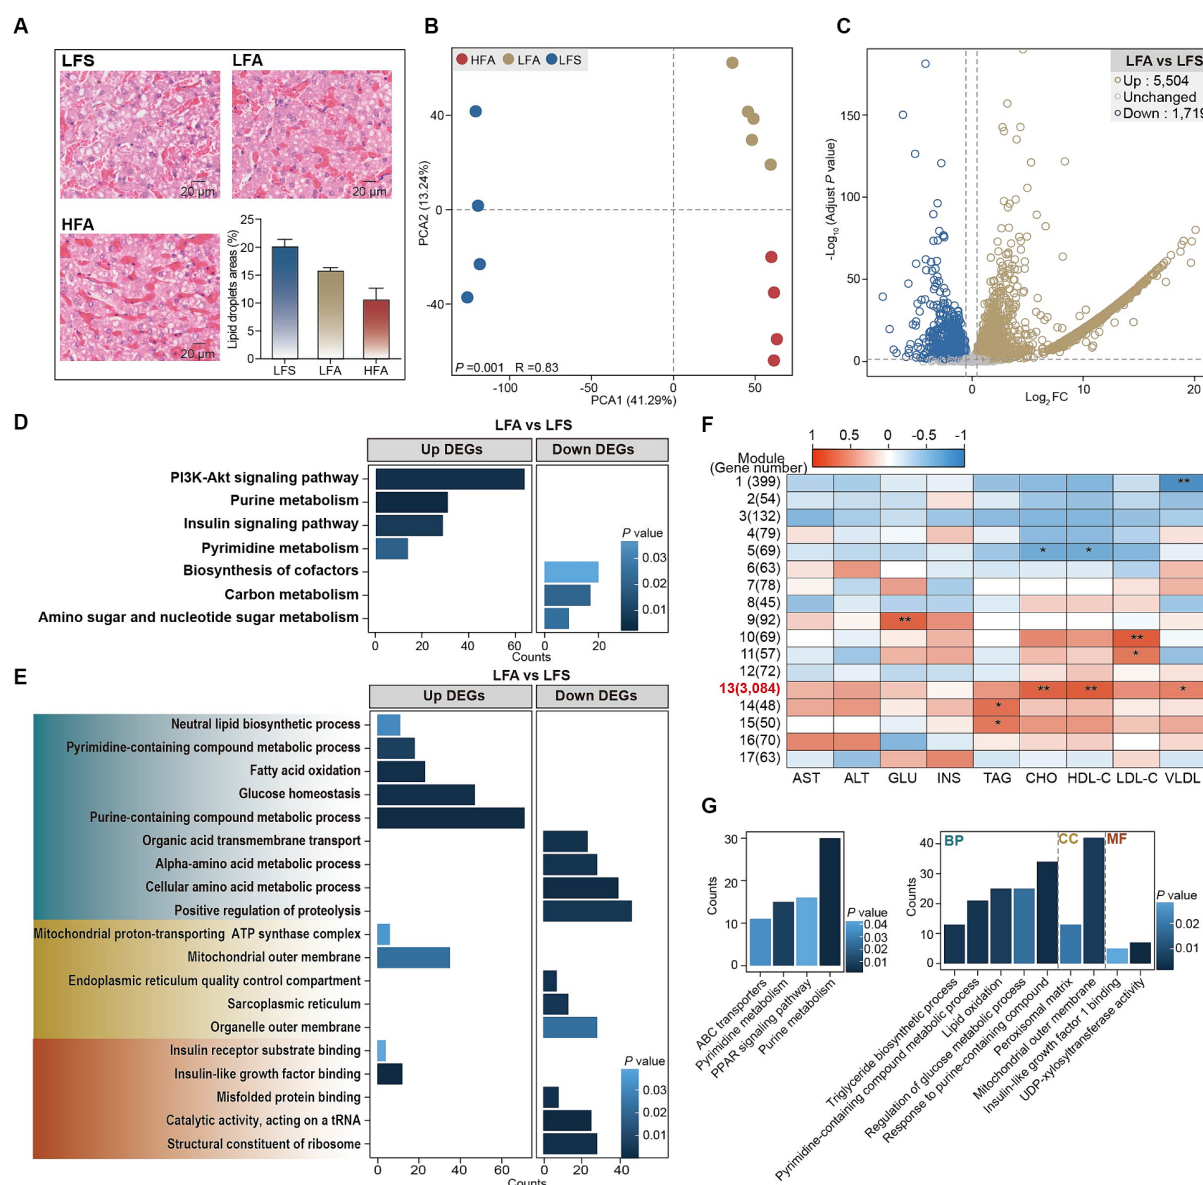 A
LFS
LFA
20 μm
20 μm
HFA
20 μm
Lipid droplets areas (%)
25
20
15
10
5
0
LFS
LFA
HFA
B
HFA
LFA
LFS
PCA2 (13.24%)
40
0
-40
P =0.001 R =0.83
-100
-50
0
50
PCA1 (41.29%)
C
LFA vs LFS
Up : 5,504
Unchanged
Down : 1,719
-Log10 (Adjust P value)
150
100
50
0
0
10
20
Log2 FC
D
LFA vs LFS
Up DEGs
Down DEGs
PI3K-Akt signaling pathway
Purine metabolism
Insulin signaling pathway
Pyrimidine metabolism
Biosynthesis of cofactors
Carbon metabolism
Amino sugar and nucleotide sugar metabolism
P value
0.03
0.02
0.01
0
20
40
60
0
20
Counts
E
LFA vs LFS
Up DEGs
Down DEGs
Neutral lipid biosynthetic process
Pyrimidine-containing compound metabolic process
Fatty acid oxidation
Glucose homeostasis
Purine-containing compound metabolic process
Organic acid transmembrane transport
Alpha-amino acid metabolic process
Cellular amino acid metabolic process
Positive regulation of proteolysis
Mitochondrial proton-transporting ATP synthase complex
Mitochondrial outer membrane
Endoplasmic reticulum quality control compartment
Sarcoplasmic reticulum
Organelle outer membrane
Insulin receptor substrate binding
Insulin-like growth factor binding
Misfolded protein binding
Catalytic activity, acting on a tRNA
Structural constituent of ribosome
P value
0.03
0.02
0.01
0
20
40
60
0
20
40
Counts
F
1
0.5
0
-0.5
-1
Module
(Gene number)
1 (399)
**
2(54)
3(132)
4(79)
5(69)
* *
6(63)
7(78)
8(45)
9(92)
**
10(69)
**
11(57)
*
12(72)
13(3,084)
** ** *
14(48)
*
15(50)
*
16(70)
17(63)
AST ALT GLU INS TAG CHO HDL-C LDL-C VLDL
G
Counts
30
20
10
0
ABC transporters
Pyrimidine metabolism
PPAR signaling pathway
Purine metabolism
P value
0.04
0.03
0.02
0.01
BP
CC
MF
Counts
40
30
20
10
0
Triglyceride biosynthetic process
Pyrimidine-containing compound metabolic process
Lipid oxidation
Regulation of glucose metabolic process
Response to purine-containing compound
Peroxisomal matrix
Mitochondrial outer membrane
Insulin-like growth factor 1 binding
UDP-xylosyltransferase activity
P value
0.02
0.01